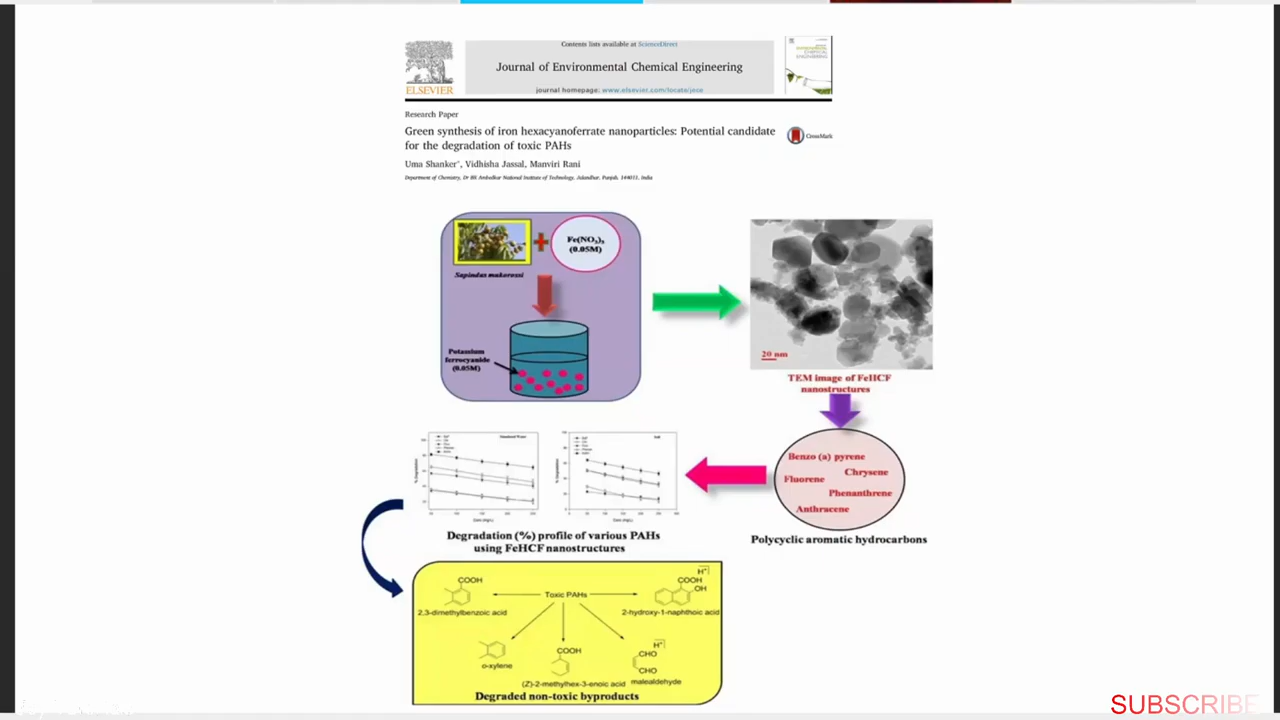 Contents lists available at ScienceDirect
Journal of Environmental Chemical Engineering
journal homepage: www.elsevier.com/locate/jece
ELSEVIER
Research Paper
Green synthesis of iron hexacyanoferrate nanoparticles: Potential candidate
for the degradation of toxic PAHs
CrossMark
Uma Shanker*, Vidhisha Jassal, Manviri Rani
Department of Chemistry, Dr BR Ambedkar National Institute of Technology, Jalandhar, Punjab, 144011, India
Fe(NO3)3
(0.05M)
Sapindus mukorossi
Potassium
ferrocyanide
(0.05M)
20 nm
TEM image of FeHCF
nanostructures
Benzo (a) pyrene
Chrysene
Fluorene
Phenanthrene
Anthracene
Polycyclic aromatic hydrocarbons
Degradation (%) profile of various PAHs
using FeHCF nanostructures
COOH
2,3-dimethylbenzoic acid
Toxic PAHs
H+
COOH
OH
2-hydroxy-1-naphthoic acid
o-xylene
COOH
(Z)-2-methylhex-3-enoic acid
H+
CHO
CHO
malealdehyde
Degraded non-toxic byproducts
SUBSCRIBE